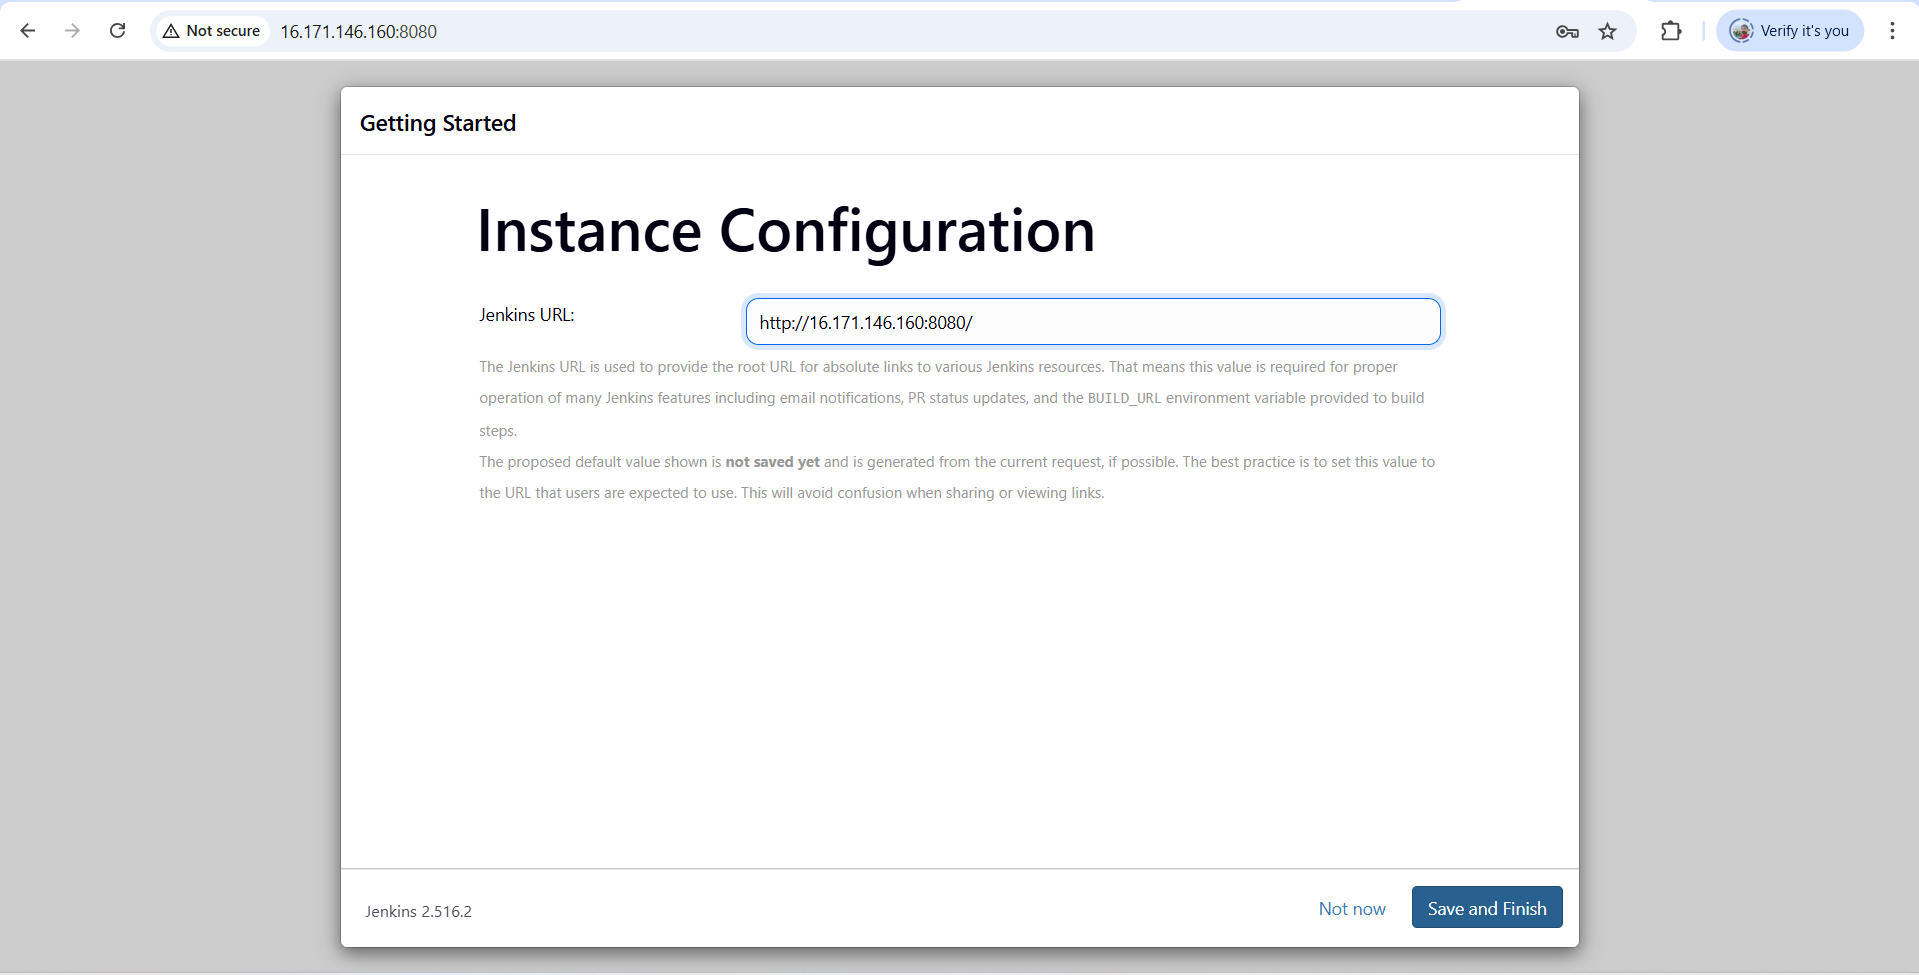 Not secure 16.171.146.160:8080 Verify it's you
Getting Started
Instance Configuration
Jenkins URL: http://16.171.146.160:8080/
The Jenkins URL is used to provide the root URL for absolute links to various Jenkins resources. That means this value is required for proper
operation of many Jenkins features including email notifications, PR status updates, and the BUILD_URL environment variable provided to build
steps.
The proposed default value shown is not saved yet and is generated from the current request, if possible. The best practice is to set this value to
the URL that users are expected to use. This will avoid confusion when sharing or viewing links.
Jenkins 2.516.2 Not now Save and Finish